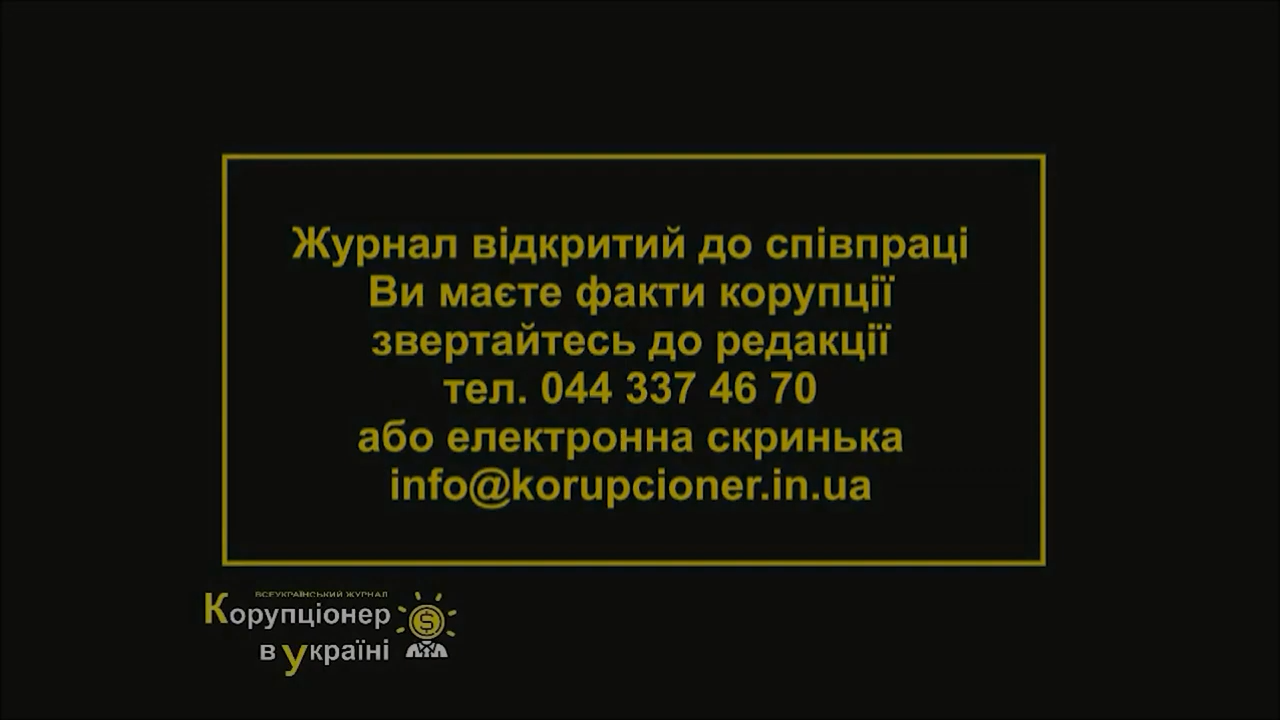 Журнал відкритий до співпраці
Ви маєте факти корупції
звертайтесь до редакції
тел. 044 337 46 70
або електронна скринька
info@korupcioner.in.ua
ВСЕУКРАЇНСЬКИЙ ЖУРНАЛ
Корупціонер
в україні